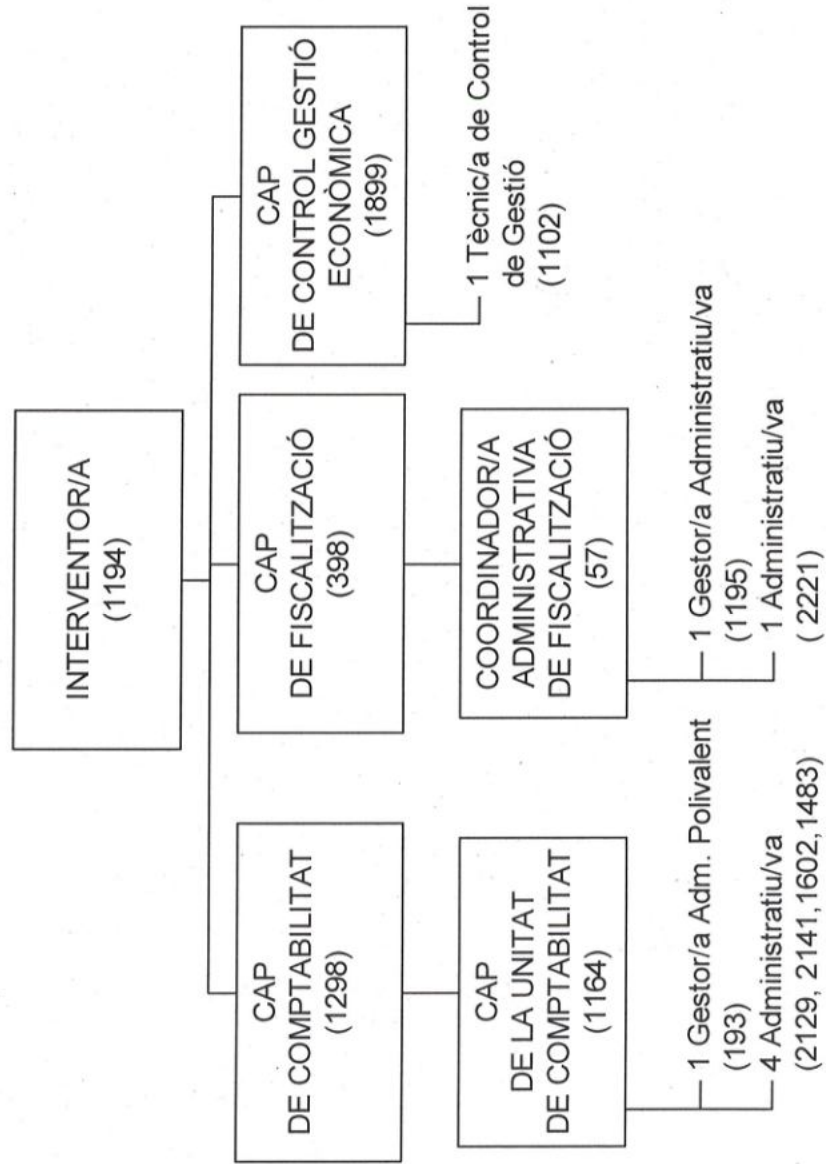 INTERVENTOR/A
(1194)
CAP
DE COMPTABILITAT
(1298)
CAP
DE FISCALITZACIÓ
(398)
CAP
DE CONTROL GESTIÓ
ECONÒMICA
(1899)
CAP
DE LA UNITAT
DE COMPTABILITAT
(1164)
COORDINADOR/A
ADMINISTRATIVA
DE FISCALITZACIÓ
(57)
1 Tècnic/a de Control
de Gestió
(1102)
1 Gestor/a Adm. Polivalent
(193)
4 Administratiu/va
(2129, 2141,1602,1483)
1 Gestor/a Administratiu/va
(1195)
1 Administratiu/va
( 2221)